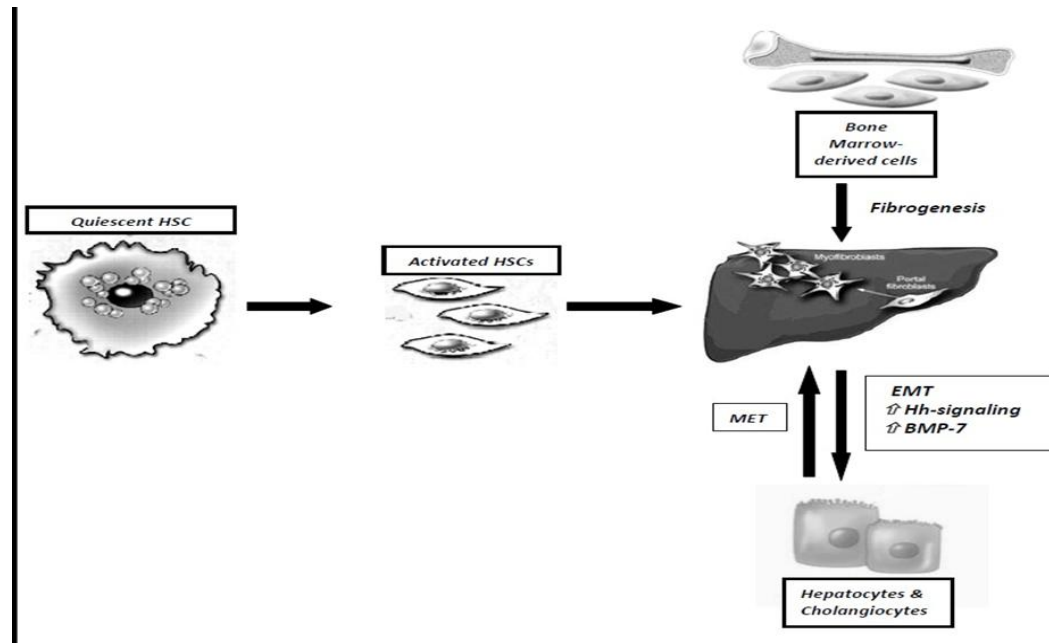 Bone
Marrow-
derived cells
Fibrogenesis
Quiescent HSC
Activated HSCs
Myofibroblasts
Portal
fibroblasts
MET
EMT
⇧ Hh-signaling
⇧ BMP-7
Hepatocytes &
Cholangiocytes